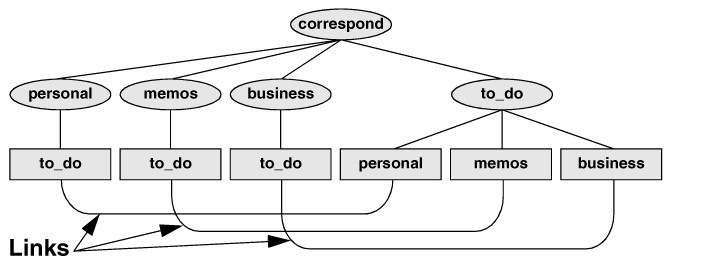 correspond
personal memos business to_do
to_do to_do to_do personal memos business
Links